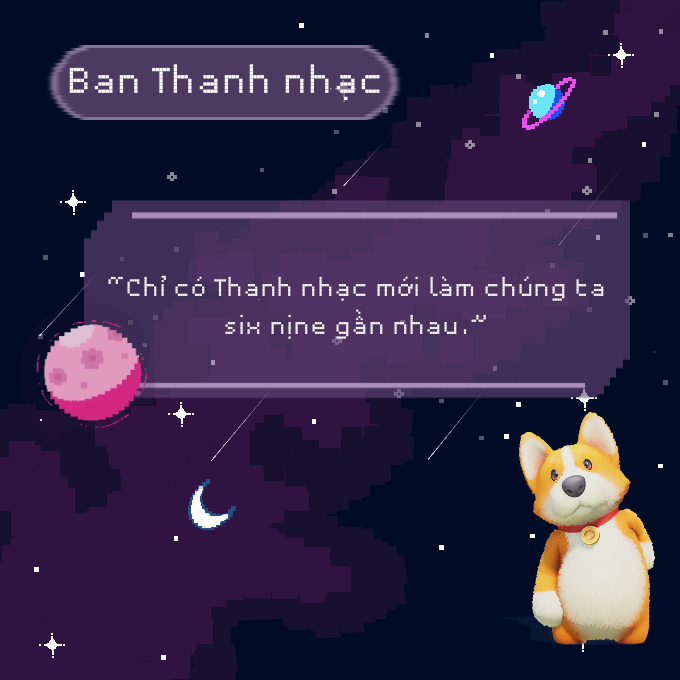 Ban Thanh nhạc
“Chỉ có Thanh nhạc mới làm chúng ta
six nịne gần nhau.”